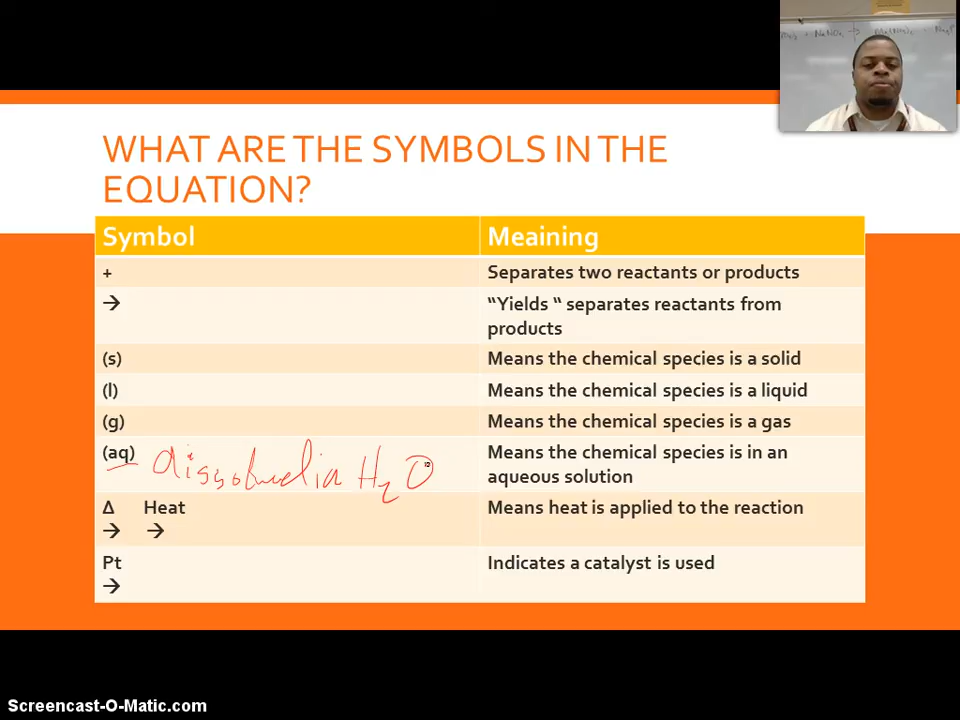 WHAT ARE THE SYMBOLS IN THE
EQUATION?
Symbol Meaining
+ Separates two reactants or products
→ "Yields " separates reactants from
products
(s) Means the chemical species is a solid
(l) Means the chemical species is a liquid
(g) Means the chemical species is a gas
(aq) dissolved in H₂O Means the chemical species is in an
aqueous solution
Δ Heat Means heat is applied to the reaction
→ →
Pt Indicates a catalyst is used
→
Screencast-O-Matic.com